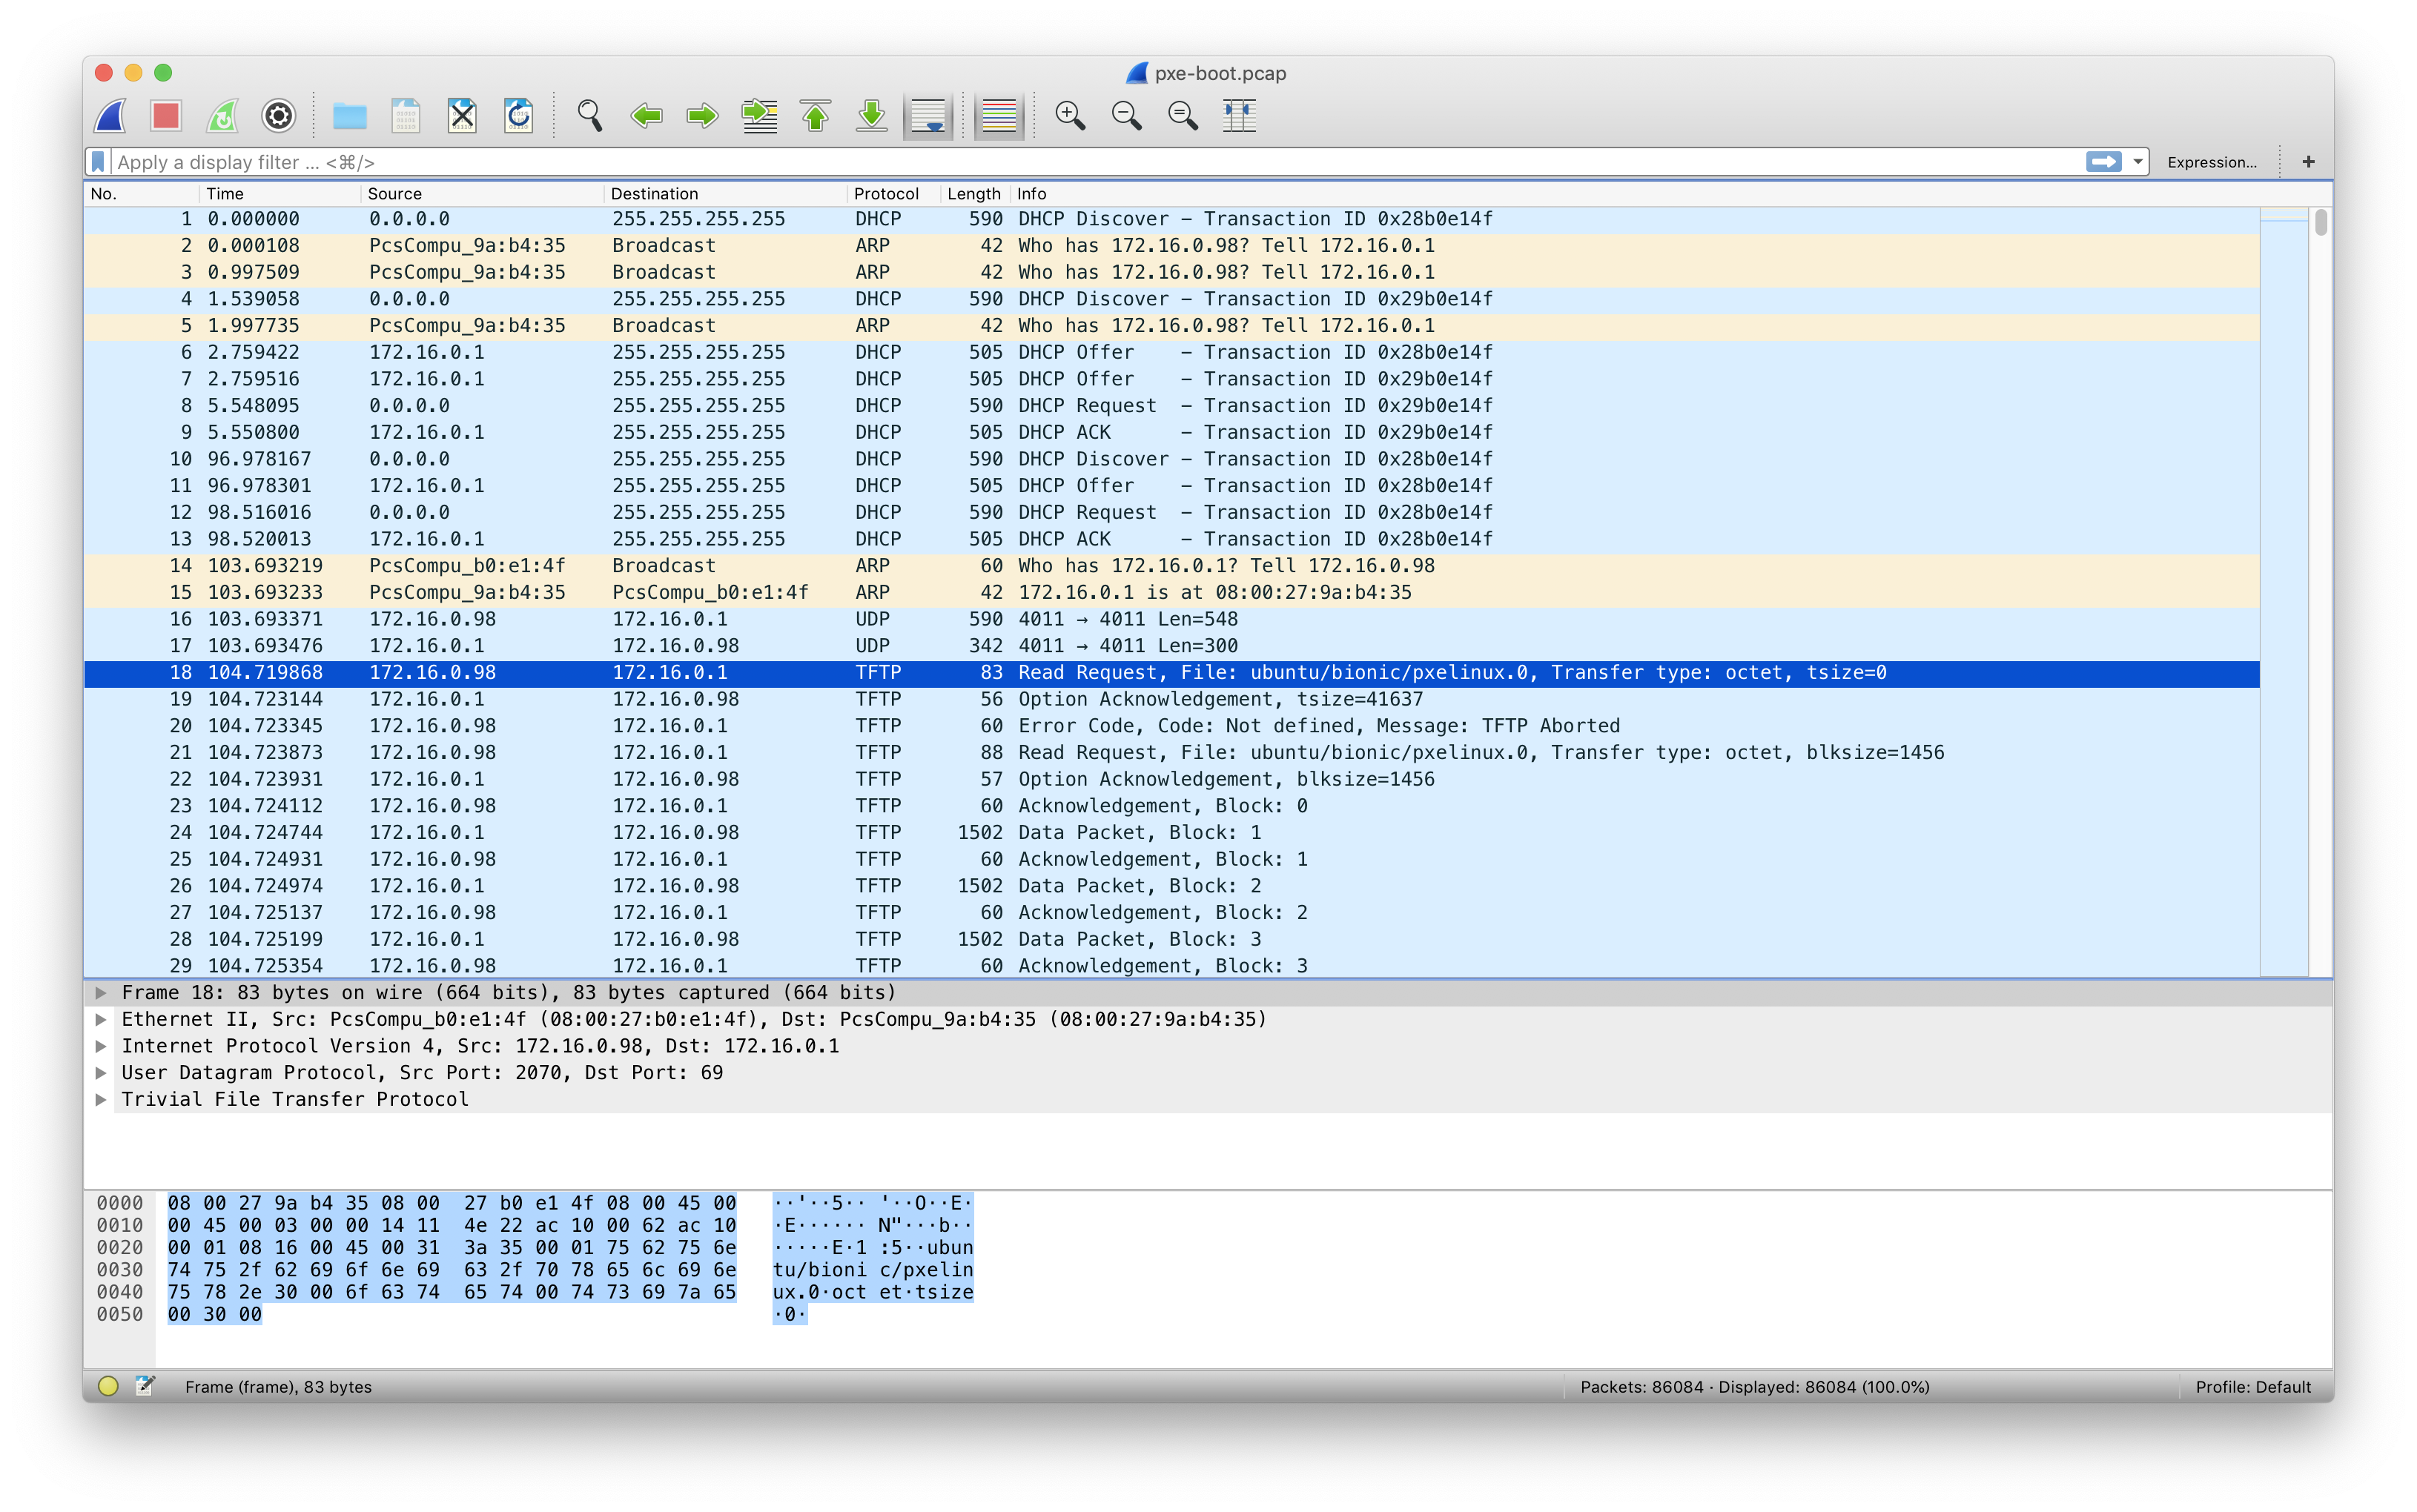 pxe-boot.pcap
Apply a display filter ... <⌘/>
Expression...
+
No. Time Source Destination Protocol Length Info
1 0.000000 0.0.0.0 255.255.255.255 DHCP 590 DHCP Discover – Transaction ID 0x28b0e14f
2 0.000108 PcsCompu_9a:b4:35 Broadcast ARP 42 Who has 172.16.0.98? Tell 172.16.0.1
3 0.997509 PcsCompu_9a:b4:35 Broadcast ARP 42 Who has 172.16.0.98? Tell 172.16.0.1
4 1.539058 0.0.0.0 255.255.255.255 DHCP 590 DHCP Discover – Transaction ID 0x29b0e14f
5 1.997735 PcsCompu_9a:b4:35 Broadcast ARP 42 Who has 172.16.0.98? Tell 172.16.0.1
6 2.759422 172.16.0.1 255.255.255.255 DHCP 505 DHCP Offer – Transaction ID 0x28b0e14f
7 2.759516 172.16.0.1 255.255.255.255 DHCP 505 DHCP Offer – Transaction ID 0x29b0e14f
8 5.548095 0.0.0.0 255.255.255.255 DHCP 590 DHCP Request – Transaction ID 0x29b0e14f
9 5.550800 172.16.0.1 255.255.255.255 DHCP 505 DHCP ACK – Transaction ID 0x29b0e14f
10 96.978167 0.0.0.0 255.255.255.255 DHCP 590 DHCP Discover – Transaction ID 0x28b0e14f
11 96.978301 172.16.0.1 255.255.255.255 DHCP 505 DHCP Offer – Transaction ID 0x28b0e14f
12 98.516016 0.0.0.0 255.255.255.255 DHCP 590 DHCP Request – Transaction ID 0x28b0e14f
13 98.520013 172.16.0.1 255.255.255.255 DHCP 505 DHCP ACK – Transaction ID 0x28b0e14f
14 103.693219 PcsCompu_b0:e1:4f Broadcast ARP 60 Who has 172.16.0.1? Tell 172.16.0.98
15 103.693233 PcsCompu_9a:b4:35 PcsCompu_b0:e1:4f ARP 42 172.16.0.1 is at 08:00:27:9a:b4:35
16 103.693371 172.16.0.98 172.16.0.1 UDP 590 4011 → 4011 Len=548
17 103.693476 172.16.0.1 172.16.0.98 UDP 342 4011 → 4011 Len=300
18 104.719868 172.16.0.98 172.16.0.1 TFTP 83 Read Request, File: ubuntu/bionic/pxelinux.0, Transfer type: octet, tsize=0
19 104.723144 172.16.0.1 172.16.0.98 TFTP 56 Option Acknowledgement, tsize=41637
20 104.723345 172.16.0.98 172.16.0.1 TFTP 60 Error Code, Code: Not defined, Message: TFTP Aborted
21 104.723873 172.16.0.98 172.16.0.1 TFTP 88 Read Request, File: ubuntu/bionic/pxelinux.0, Transfer type: octet, blksize=1456
22 104.723931 172.16.0.1 172.16.0.98 TFTP 57 Option Acknowledgement, blksize=1456
23 104.724112 172.16.0.98 172.16.0.1 TFTP 60 Acknowledgement, Block: 0
24 104.724744 172.16.0.1 172.16.0.98 TFTP 1502 Data Packet, Block: 1
25 104.724931 172.16.0.98 172.16.0.1 TFTP 60 Acknowledgement, Block: 1
26 104.724974 172.16.0.1 172.16.0.98 TFTP 1502 Data Packet, Block: 2
27 104.725137 172.16.0.98 172.16.0.1 TFTP 60 Acknowledgement, Block: 2
28 104.725199 172.16.0.1 172.16.0.98 TFTP 1502 Data Packet, Block: 3
29 104.725354 172.16.0.98 172.16.0.1 TFTP 60 Acknowledgement, Block: 3
Frame 18: 83 bytes on wire (664 bits), 83 bytes captured (664 bits)
Ethernet II, Src: PcsCompu_b0:e1:4f (08:00:27:b0:e1:4f), Dst: PcsCompu_9a:b4:35 (08:00:27:9a:b4:35)
Internet Protocol Version 4, Src: 172.16.0.98, Dst: 172.16.0.1
User Datagram Protocol, Src Port: 2070, Dst Port: 69
Trivial File Transfer Protocol
0000 08 00 27 9a b4 35 08 00 27 b0 e1 4f 08 00 45 00 ··'··5·· '··O··E·
0010 00 45 00 03 00 00 14 11 4e 22 ac 10 00 62 ac 10 ·E······ N"···b··
0020 00 01 08 16 00 45 00 31 3a 35 00 01 75 62 75 6e ·····E·1 :5··ubun
0030 74 75 2f 62 69 6f 6e 69 63 2f 70 78 65 6c 69 6e tu/bioni c/pxelin
0040 75 78 2e 30 00 6f 63 74 65 74 00 74 73 69 7a 65 ux.0·oct et·tsize
0050 00 30 00 ·0·
Frame (frame), 83 bytes
Packets: 86084 · Displayed: 86084 (100.0%)
Profile: Default